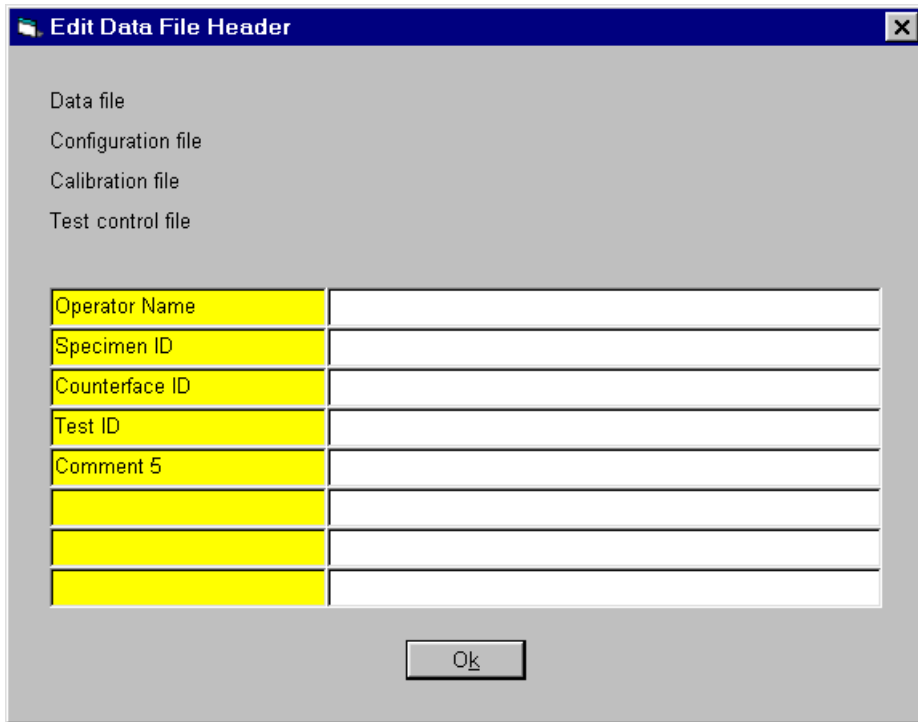 Edit Data File Header
Data file
Configuration file
Calibration file
Test control file
Operator Name
Specimen ID
Counterface ID
Test ID
Comment 5
Ok